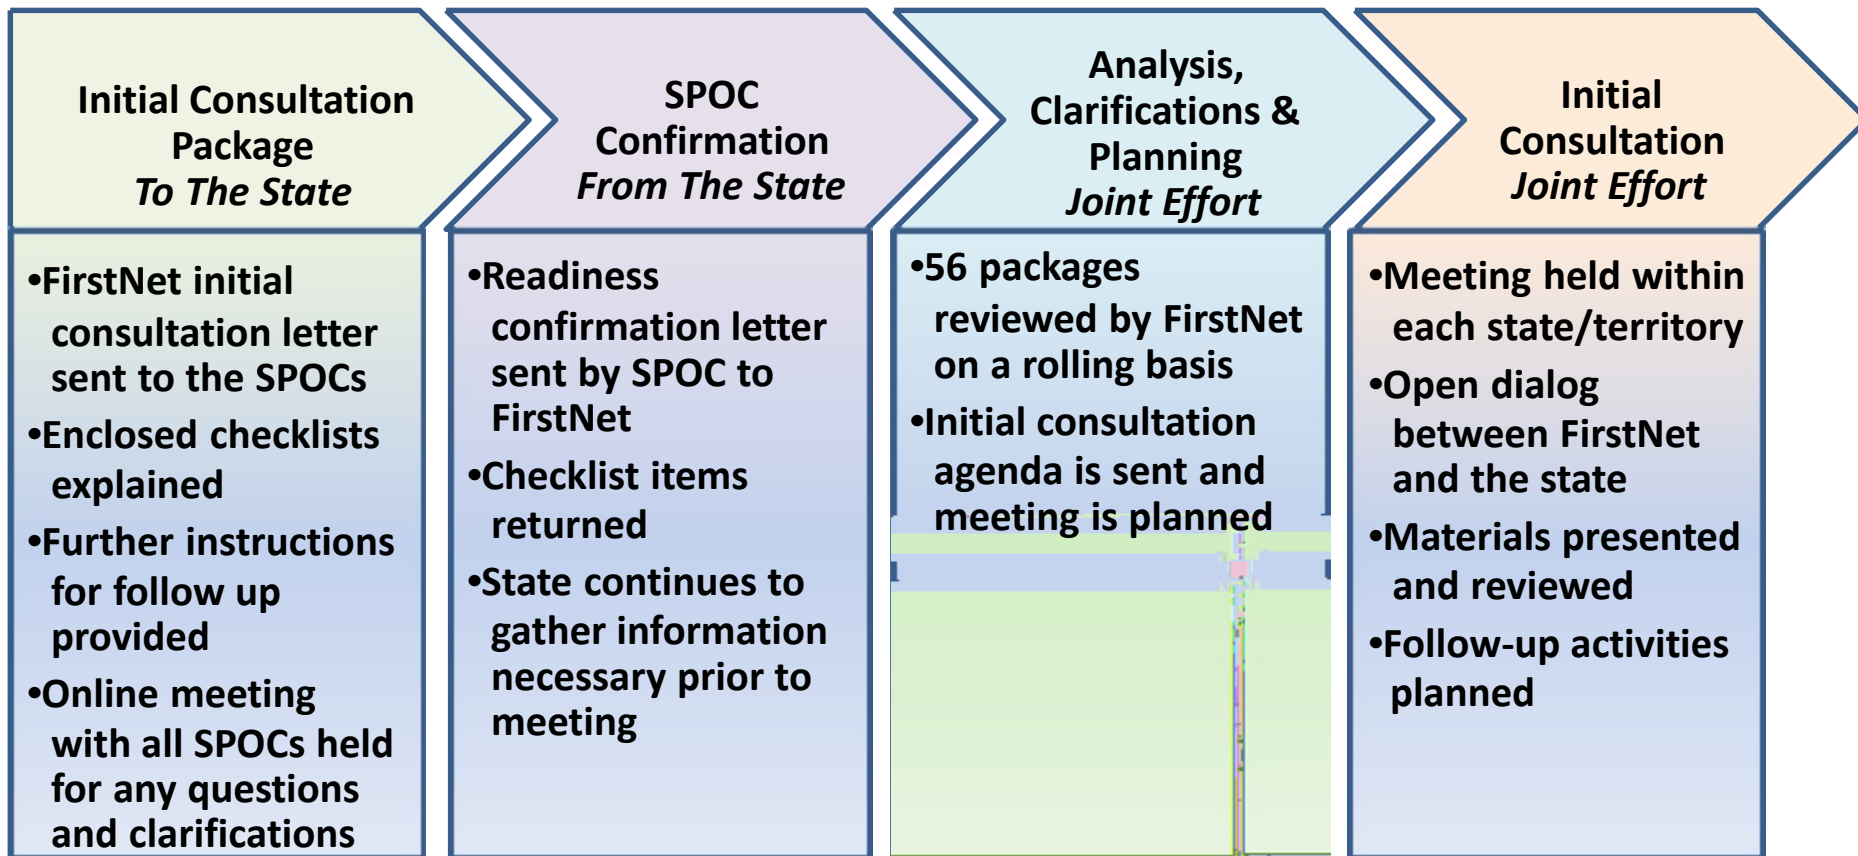 Initial Consultation
Package
To The State
•FirstNet initial
consultation letter
sent to the SPOCs
•Enclosed checklists
explained
•Further instructions
for follow up
provided
•Online meeting
with all SPOCs held
for any questions
and clarifications
SPOC
Confirmation
From The State
•Readiness
confirmation letter
sent by SPOC to
FirstNet
•Checklist items
returned
•State continues to
gather information
necessary prior to
meeting
Analysis,
Clarifications &
Planning
Joint Effort
•56 packages
reviewed by FirstNet
on a rolling basis
•Initial consultation
agenda is sent and
meeting is planned
Initial
Consultation
Joint Effort
•Meeting held within
each state/territory
•Open dialog
between FirstNet
and the state
•Materials presented
and reviewed
•Follow-up activities
planned